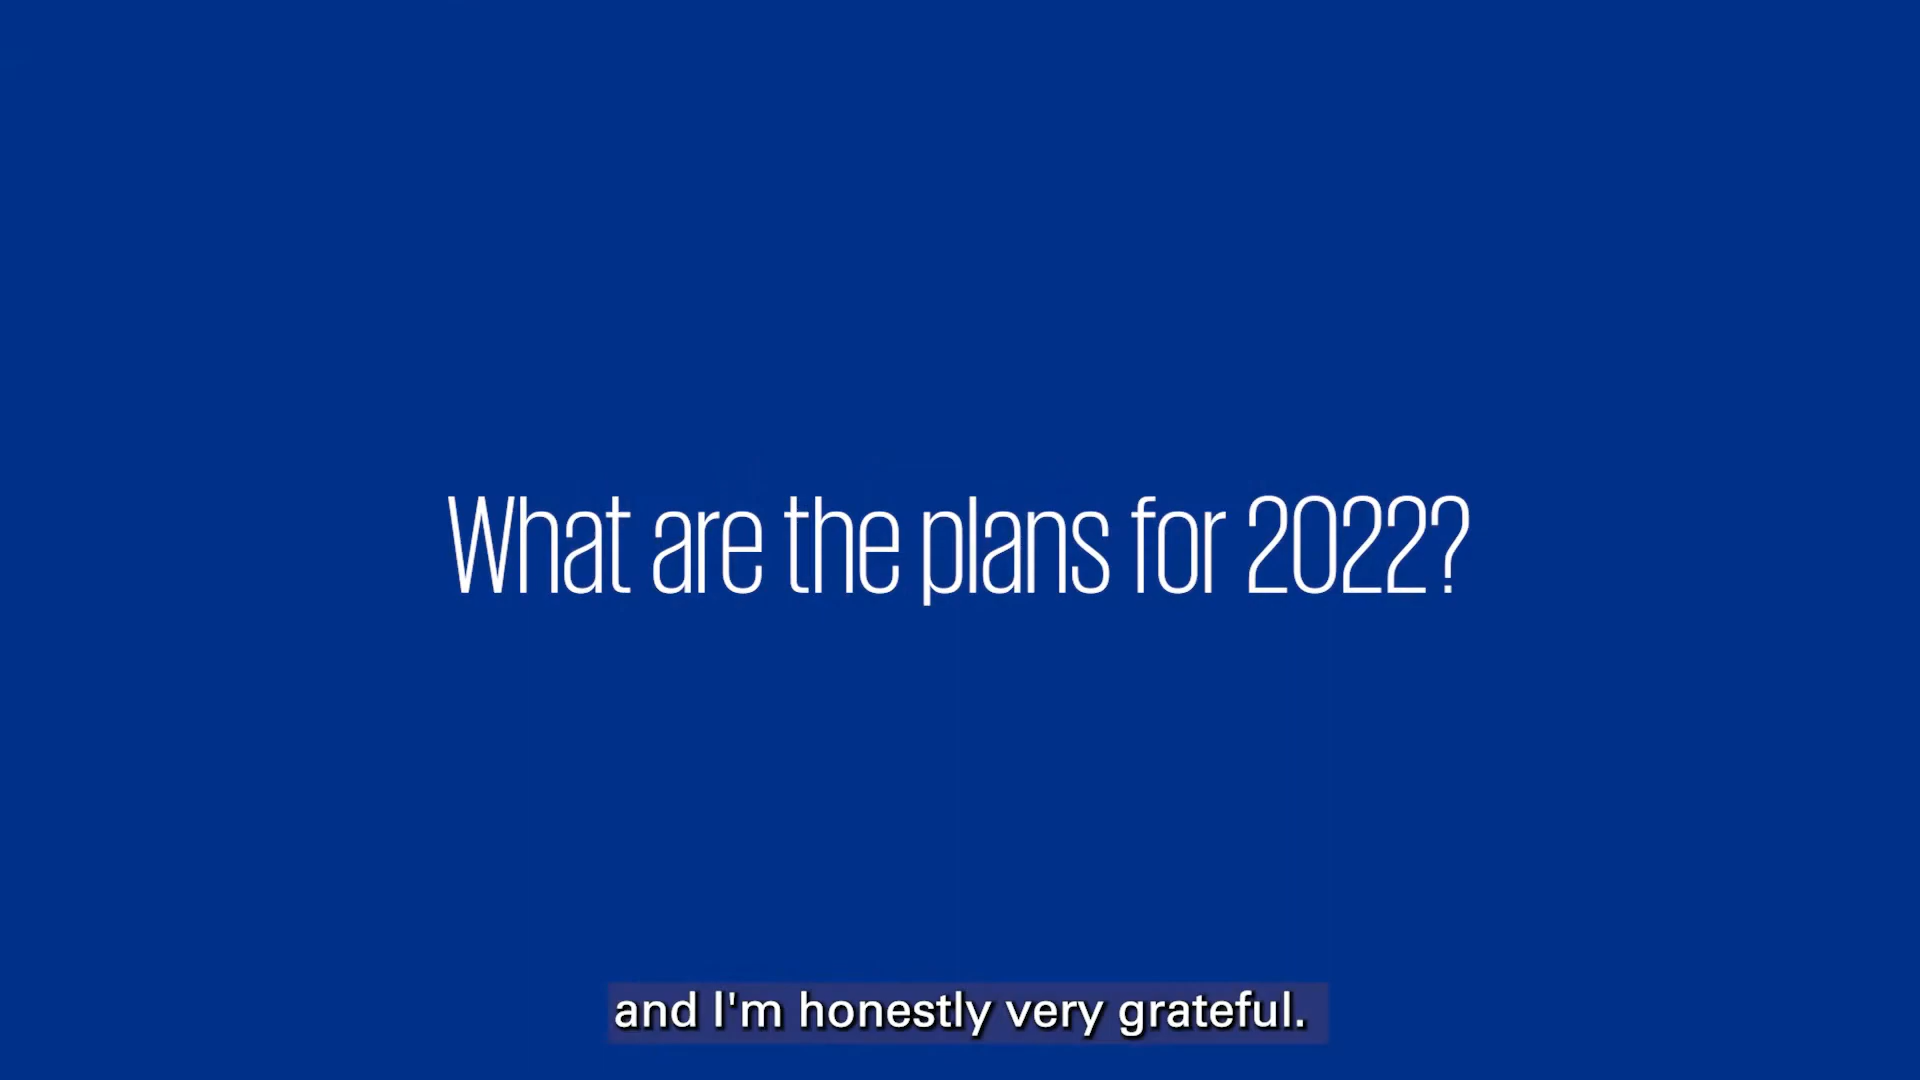 What are the plans for 2022?
and I'm honestly very grateful.